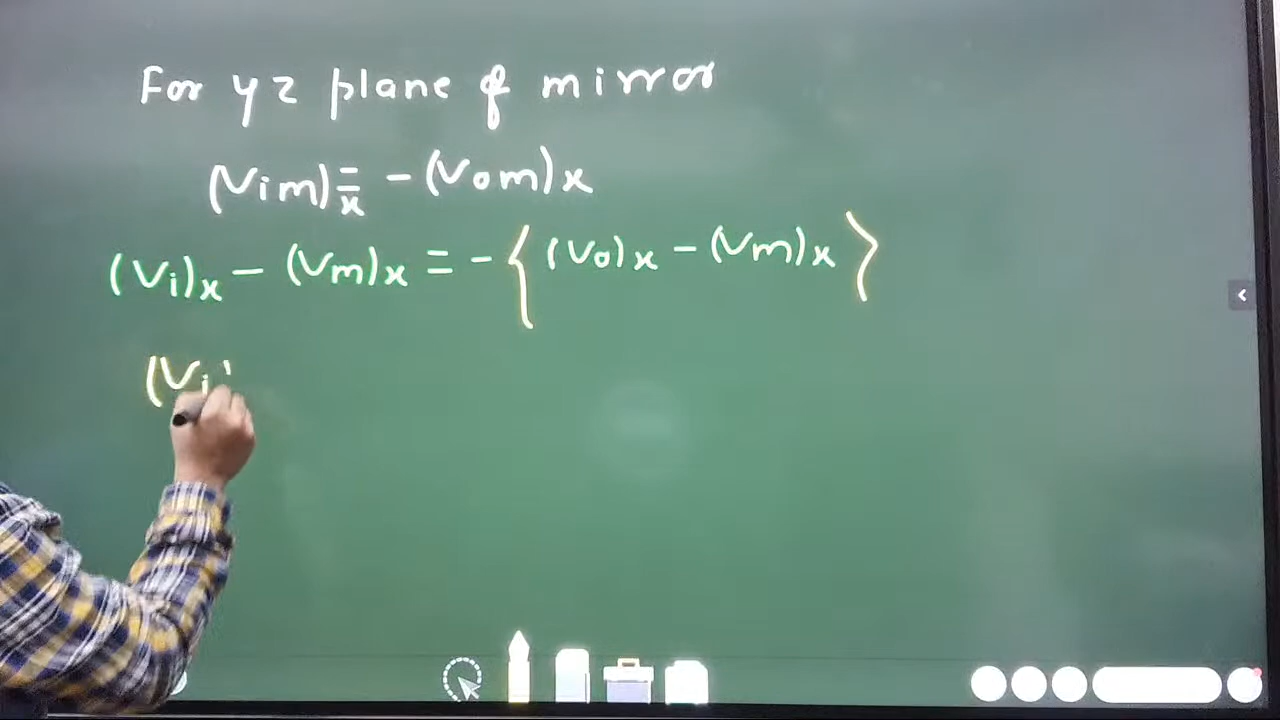 For yz plane of mirror
(Vim)x = - (Vom)x
(Vi)x - (Vm)x = - { (Vo)x - (Vm)x }
(Vi)